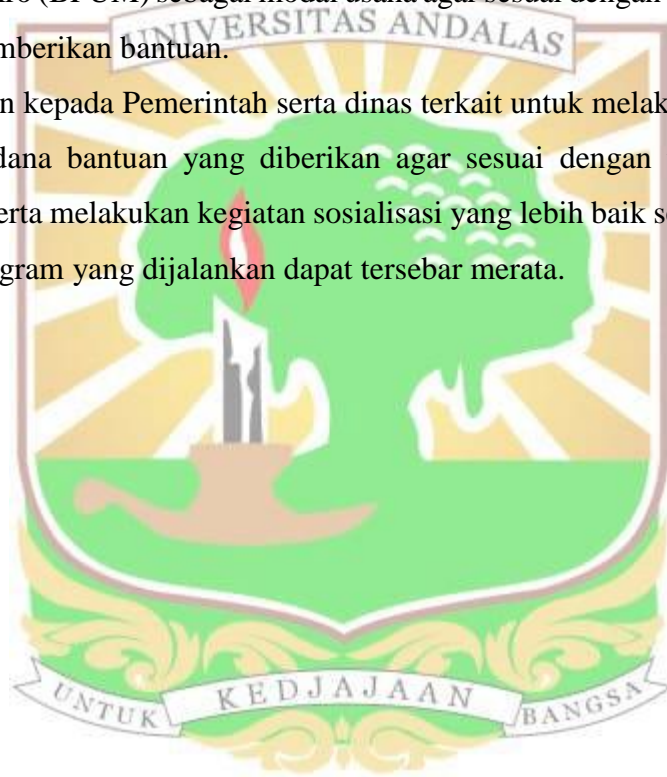 (BPUM) sebagai modal usaha agar sesuai dengan
UNIVERSITAS ANDALAS
mberikan bantuan.
n kepada Pemerintah serta dinas terkait untuk melak
dana bantuan yang diberikan agar sesuai dengan
erta melakukan kegiatan sosialisasi yang lebih baik s
gram yang dijalankan dapat tersebar merata.
UNTUK KEDJAJAAN BANGSA